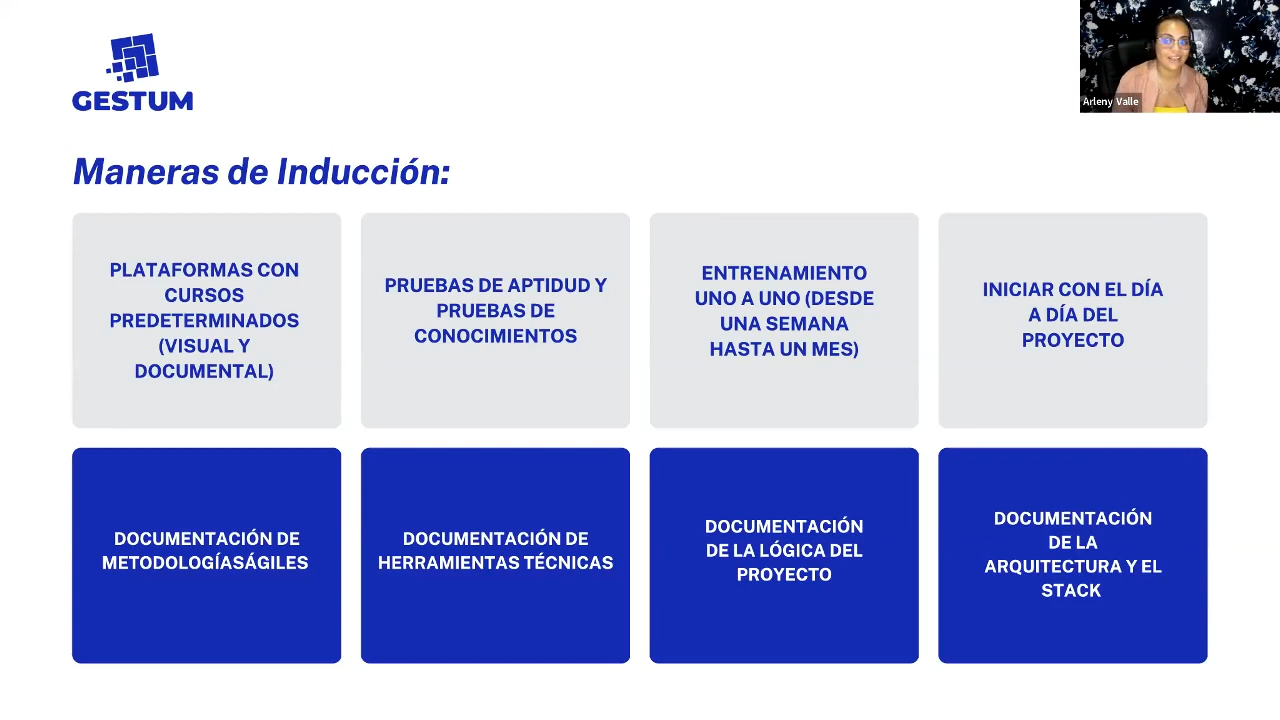 GESTUM
Arleny Valle
Maneras de Inducción:
PLATAFORMAS CON
CURSOS
PREDETERMINADOS
(VISUAL Y
DOCUMENTAL)
PRUEBAS DE APTIDUD Y
PRUEBAS DE
CONOCIMIENTOS
ENTRENAMIENTO
UNO A UNO (DESDE
UNA SEMANA
HASTA UN MES)
INICIAR CON EL DÍA
A DÍA DEL
PROYECTO
DOCUMENTACIÓN DE
METODOLOGÍASÁGILES
DOCUMENTACIÓN DE
HERRAMIENTAS TÉCNICAS
DOCUMENTACIÓN
DE LA LÓGICA DEL
PROYECTO
DOCUMENTACIÓN
DE LA
ARQUITECTURA Y EL
STACK